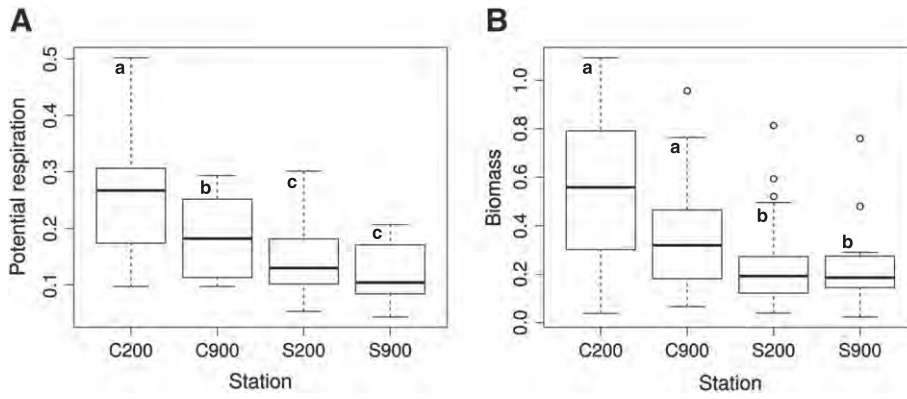 A
Potential respiration
0.5
0.4
0.3
0.2
0.1
a
b
c
c
C200 C900 S200 S900
Station
B
Biomass
1.0
0.8
0.6
0.4
0.2
0.0
a
a
b
b
C200 C900 S200 S900
Station